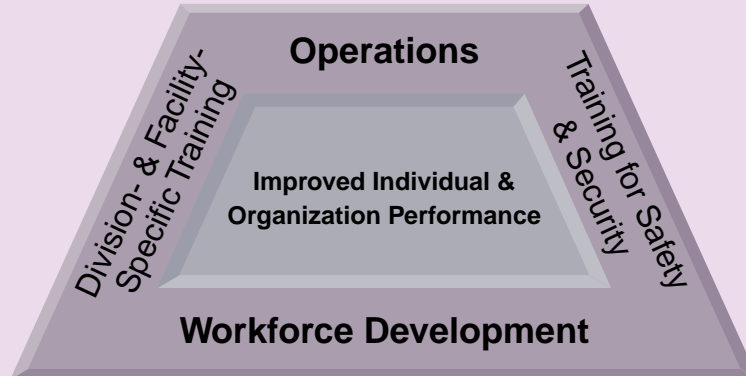 Operations
Division- & Facility-
Specific Training
Training for Safety
& Security
Improved Individual &
Organization Performance
Workforce Development